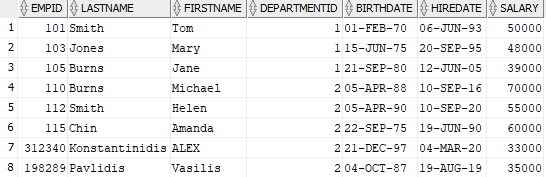 EMPID LASTNAME FIRSTNAME DEPARTMENTID BIRTHDATE HIREDATE SALARY
1 101 Smith Tom 1 01-FEB-70 06-JUN-93 50000
2 103 Jones Mary 1 15-JUN-75 20-SEP-95 48000
3 105 Burns Jane 1 21-SEP-80 12-JUN-05 39000
4 110 Burns Michael 2 05-APR-88 10-SEP-16 70000
5 112 Smith Helen 2 05-APR-90 10-SEP-20 55000
6 115 Chin Amanda 2 22-SEP-75 19-JUN-90 60000
7 312340 Konstantinidis ALEX 2 21-DEC-97 04-MAR-20 33000
8 198289 Pavlidis Vasilis 2 04-OCT-87 19-AUG-19 35000